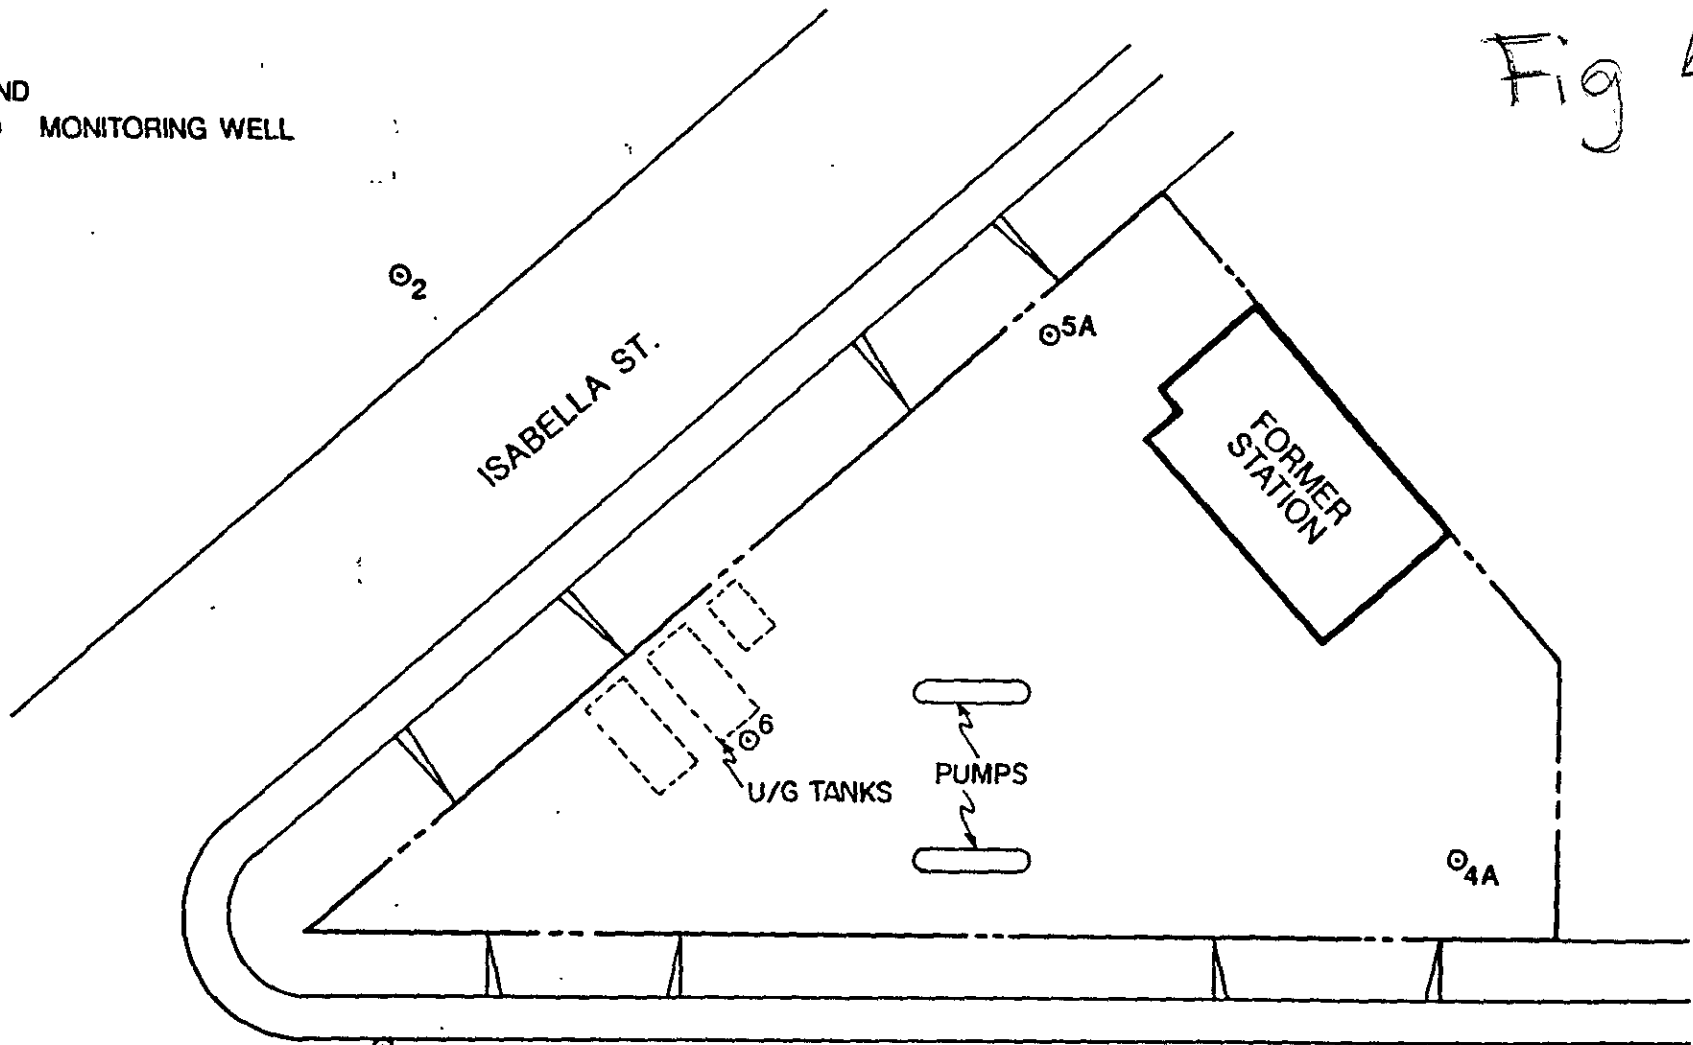 ND
MONITORING WELL
Fig
2
ISABELLA ST.
5A
FORMER
STATION
6
U/G TANKS
PUMPS
4A